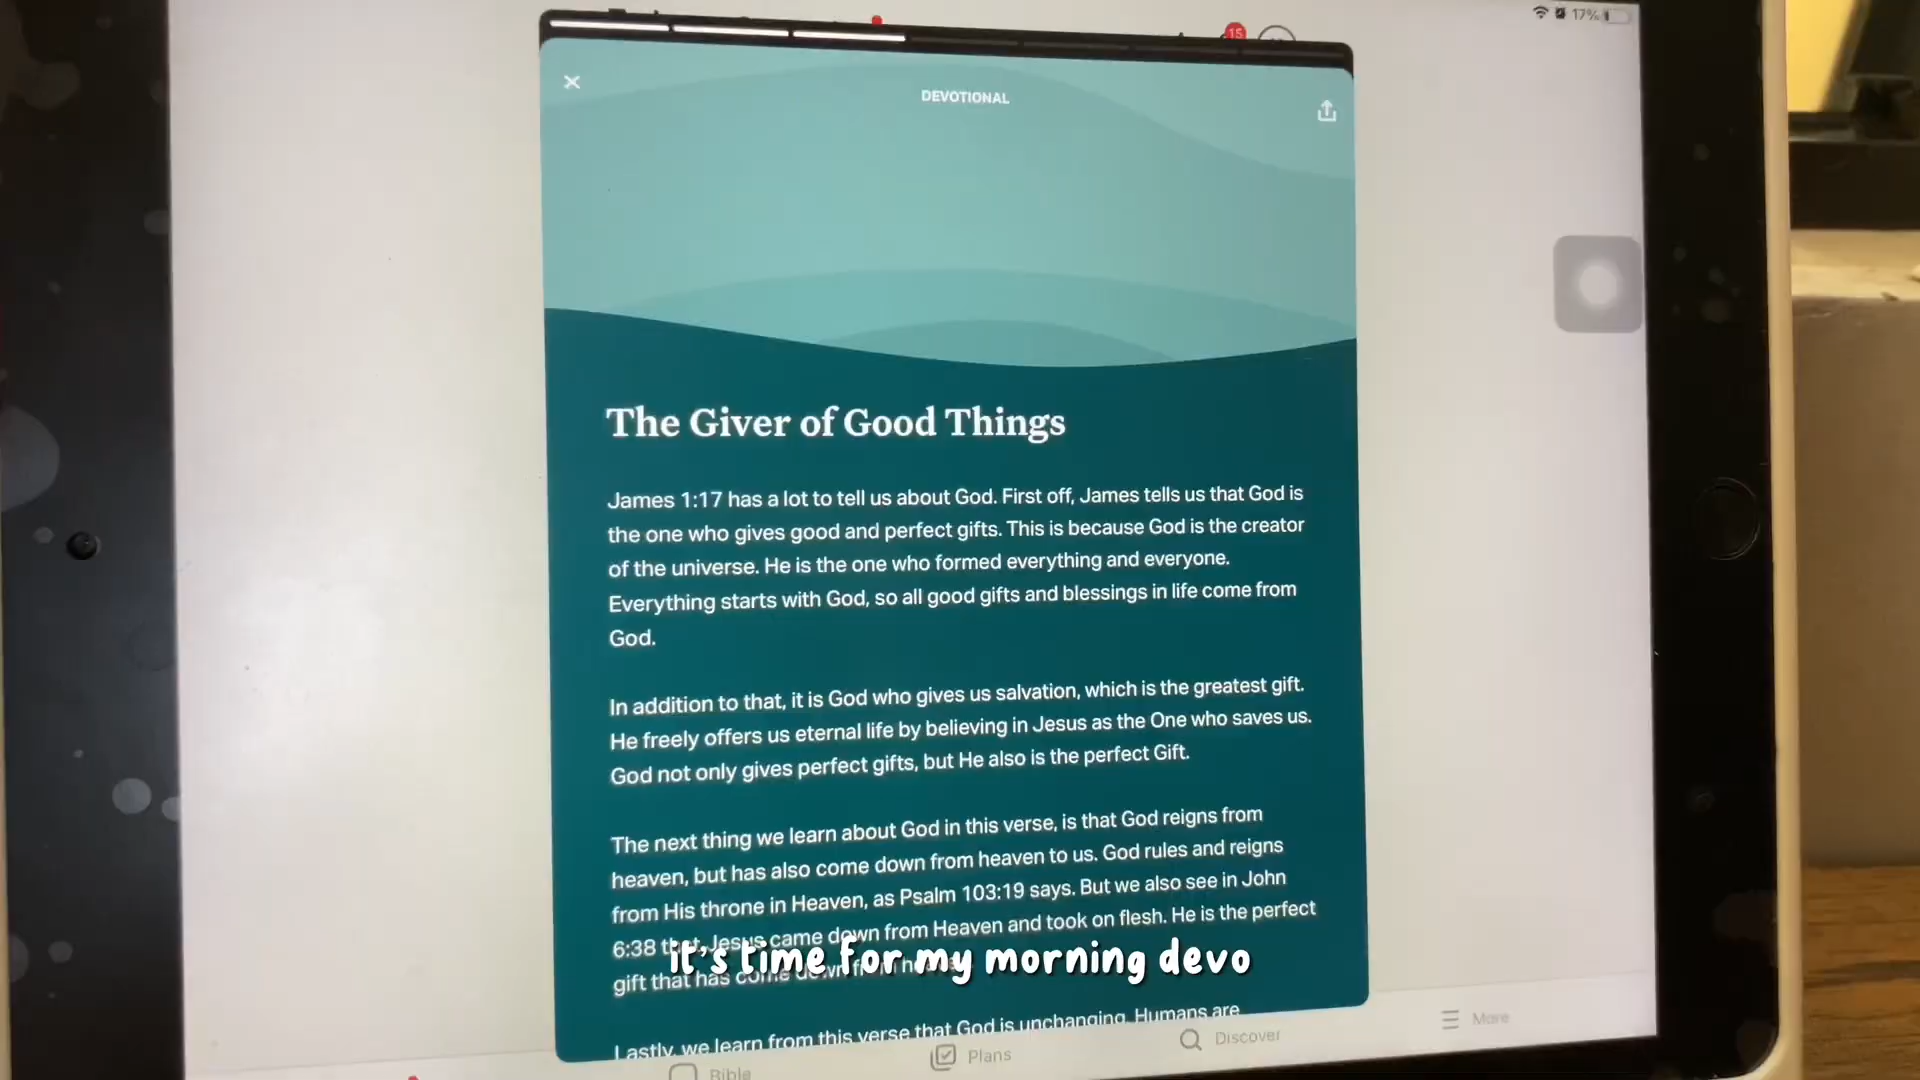 17%
15
DEVOTIONAL
The Giver of Good Things
James 1:17 has a lot to tell us about God. First off, James tells us that God is
the one who gives good and perfect gifts. This is because God is the creator
of the universe. He is the one who formed everything and everyone.
Everything starts with God, so all good gifts and blessings in life come from
God.
In addition to that, it is God who gives us salvation, which is the greatest gift.
He freely offers us eternal life by believing in Jesus as the One who saves us.
God not only gives perfect gifts, but He also is the perfect Gift.
The next thing we learn about God in this verse, is that God reigns from
heaven, but has also come down from heaven to us. God rules and reigns
from His throne in Heaven, as Psalm 103:19 says. But we also see in John
6:38 that Jesus came down from Heaven and took on flesh. He is the perfect
gift that has come down from
it's time for my morning devo
Lastly, we learn from this verse that God is unchanging. Humans are
Bible
Plans
Discover
More